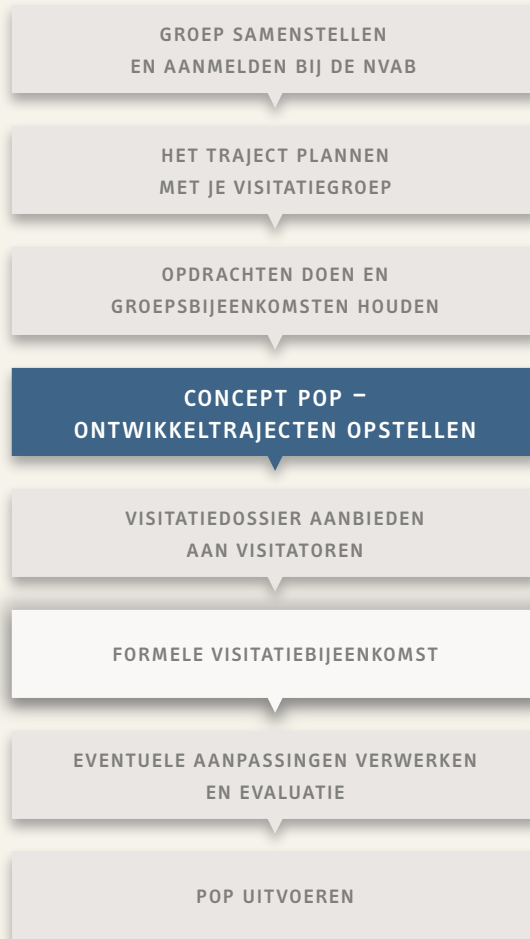 GROEP SAMENSTELLEN
EN AANMELDEN BIJ DE NVAB
HET TRAJECT PLANNEN
MET JE VISITATIEGROEP
OPDRACHTEN DOEN EN
GROEPSBIJEENKOMSTEN HOUDEN
CONCEPT POP –
ONTWIKKELTRAJECTEN OPSTELLEN
VISITATIEDOSSIER AANBIEDEN
AAN VISITATOREN
FORMELE VISITATIEBIJEENKOMST
EVENTUELE AANPASSINGEN VERWERKEN
EN EVALUATIE
POP UITVOEREN